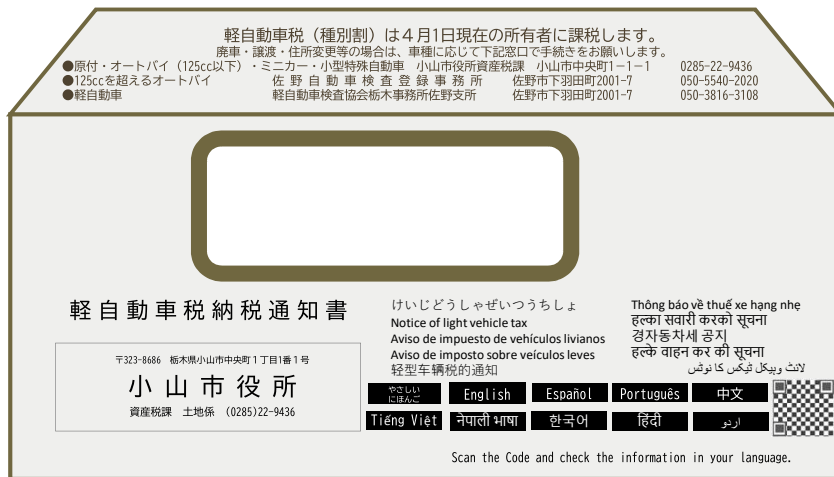 軽自動車税（種別割）は４月1日現在の所有者に課税します。
廃車・譲渡・住所変更等の場合は、車種に応じて下記窓口で手続きをお願いします。
●原付・オートバイ（125cc以下）・ミニカー・小型特殊自動車　小山市役所資産税課　小山市中央町1－1－1　0285-22-9436
●125ccを超えるオートバイ　佐野自動車検査登録事務所　佐野市下羽田町2001-7　050-5540-2020
●軽自動車　軽自動車検査協会栃木事務所佐野支所　佐野市下羽田町2001-7　050-3816-3108
軽自動車税納税通知書
〒323-8686　栃木県小山市中央町１丁目1番１号
小山市役所
資産税課　土地係　(0285)22-9436
けいじどうしゃぜいつうちしょ
Notice of light vehicle tax
Aviso de impuesto de vehículos livianos
Aviso de imposto sobre veículos leves
轻型车辆税的通知
Thông báo về thuế xe hạng nhẹ
हल्का सवारी करको सूचना
경자동차세 공지
हल्के वाहन कर की सूचना
لائٹ وہیکل ٹیکس کا نوٹس
やさしい
にほんご
English
Español
Português
中文
Tiếng Việt
नेपाली भाषा
한국어
हिंदी
اردو
Scan the Code and check the information in your language.